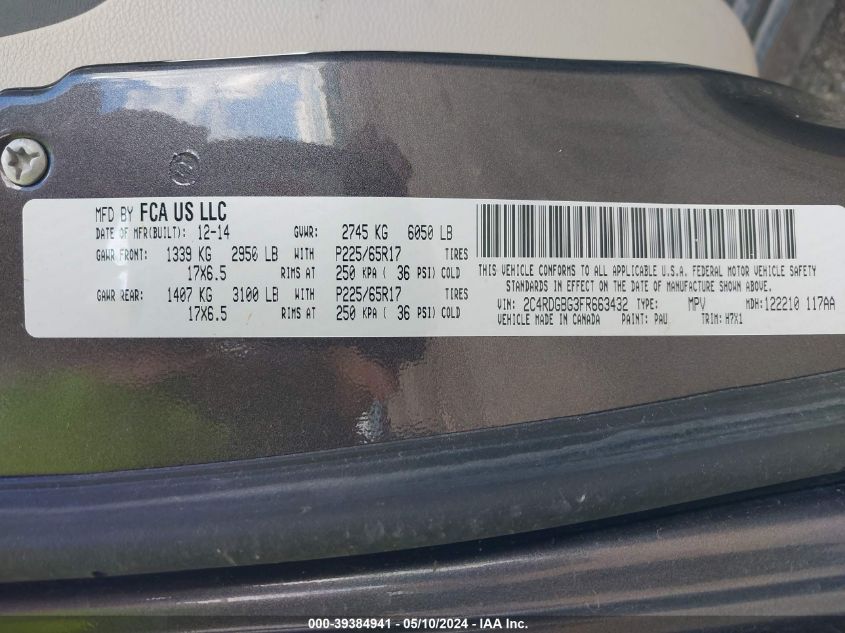 MFD BY FCA US LLC
DATE OF MFR(BUILT): 12-14 GVWR: 2745 KG 6050 LB
GAWR FRONT: 1339 KG 2950 LB WITH P225/65R17 TIRES
17X6.5 RIMS AT 250 KPA ( 36 PSI) COLD
GAWR REAR: 1407 KG 3100 LB WITH P225/65R17 TIRES
17X6.5 RIMS AT 250 KPA ( 36 PSI) COLD
THIS VEHICLE CONFORMS TO ALL APPLICABLE U.S.A. FEDERAL MOTOR VEHICLE SAFETY
STANDARDS IN EFFECT ON THE DATE OF MANUFACTURE SHOWN ABOVE.
VIN: 2C4RDGBG3FR663432 TYPE: MPV MDH: 122210 117AA
VEHICLE MADE IN CANADA PAINT: PAU TRIM: H7X1
000-39384941 - 05/10/2024 - IAA Inc.